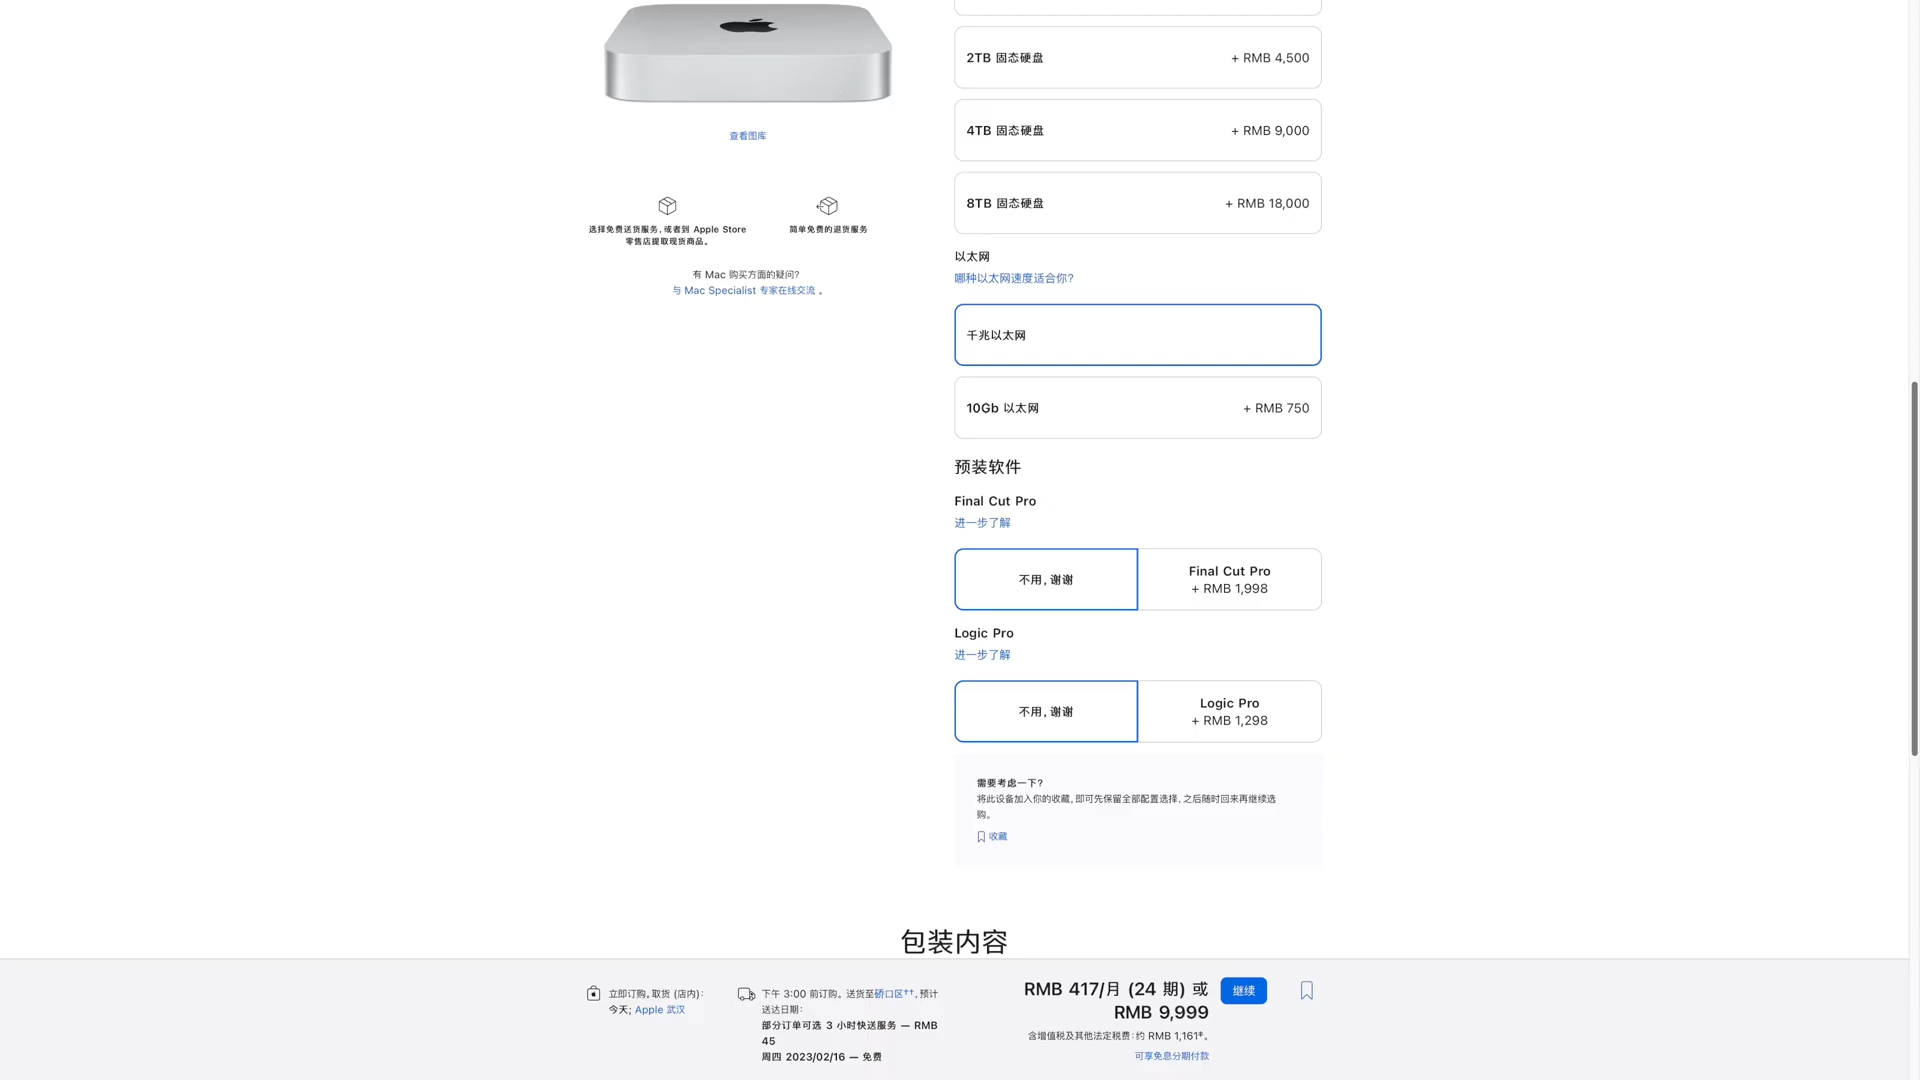 查看图库
选择免费送货服务，或者到 Apple Store
零售店提取现货商品。
简单免费的退货服务
有 Mac 购买方面的疑问？
与 Mac Specialist 专家在线交流 。
2TB 固态硬盘
+ RMB 4,500
4TB 固态硬盘
+ RMB 9,000
8TB 固态硬盘
+ RMB 18,000
以太网
哪种以太网速度适合你？
千兆以太网
10Gb 以太网
+ RMB 750
预装软件
Final Cut Pro
进一步了解
不用，谢谢
Final Cut Pro
+ RMB 1,998
Logic Pro
进一步了解
不用，谢谢
Logic Pro
+ RMB 1,298
需要考虑一下？
将此设备加入你的收藏，即可先保留全部配置选择，之后随时回来再继续选
购。
收藏
包装内容
立即订购。取货 (店内)：
今天; Apple 武汉
下午 3:00 前订购。送货至硚口区††，预计
送达日期：
部分订单可选 3 小时快送服务 — RMB
45
周四 2023/02/16 — 免费
RMB 417/月 (24 期) 或
RMB 9,999
含增值税及其他法定税费：约 RMB 1,161‡。
可享免息分期付款
继续